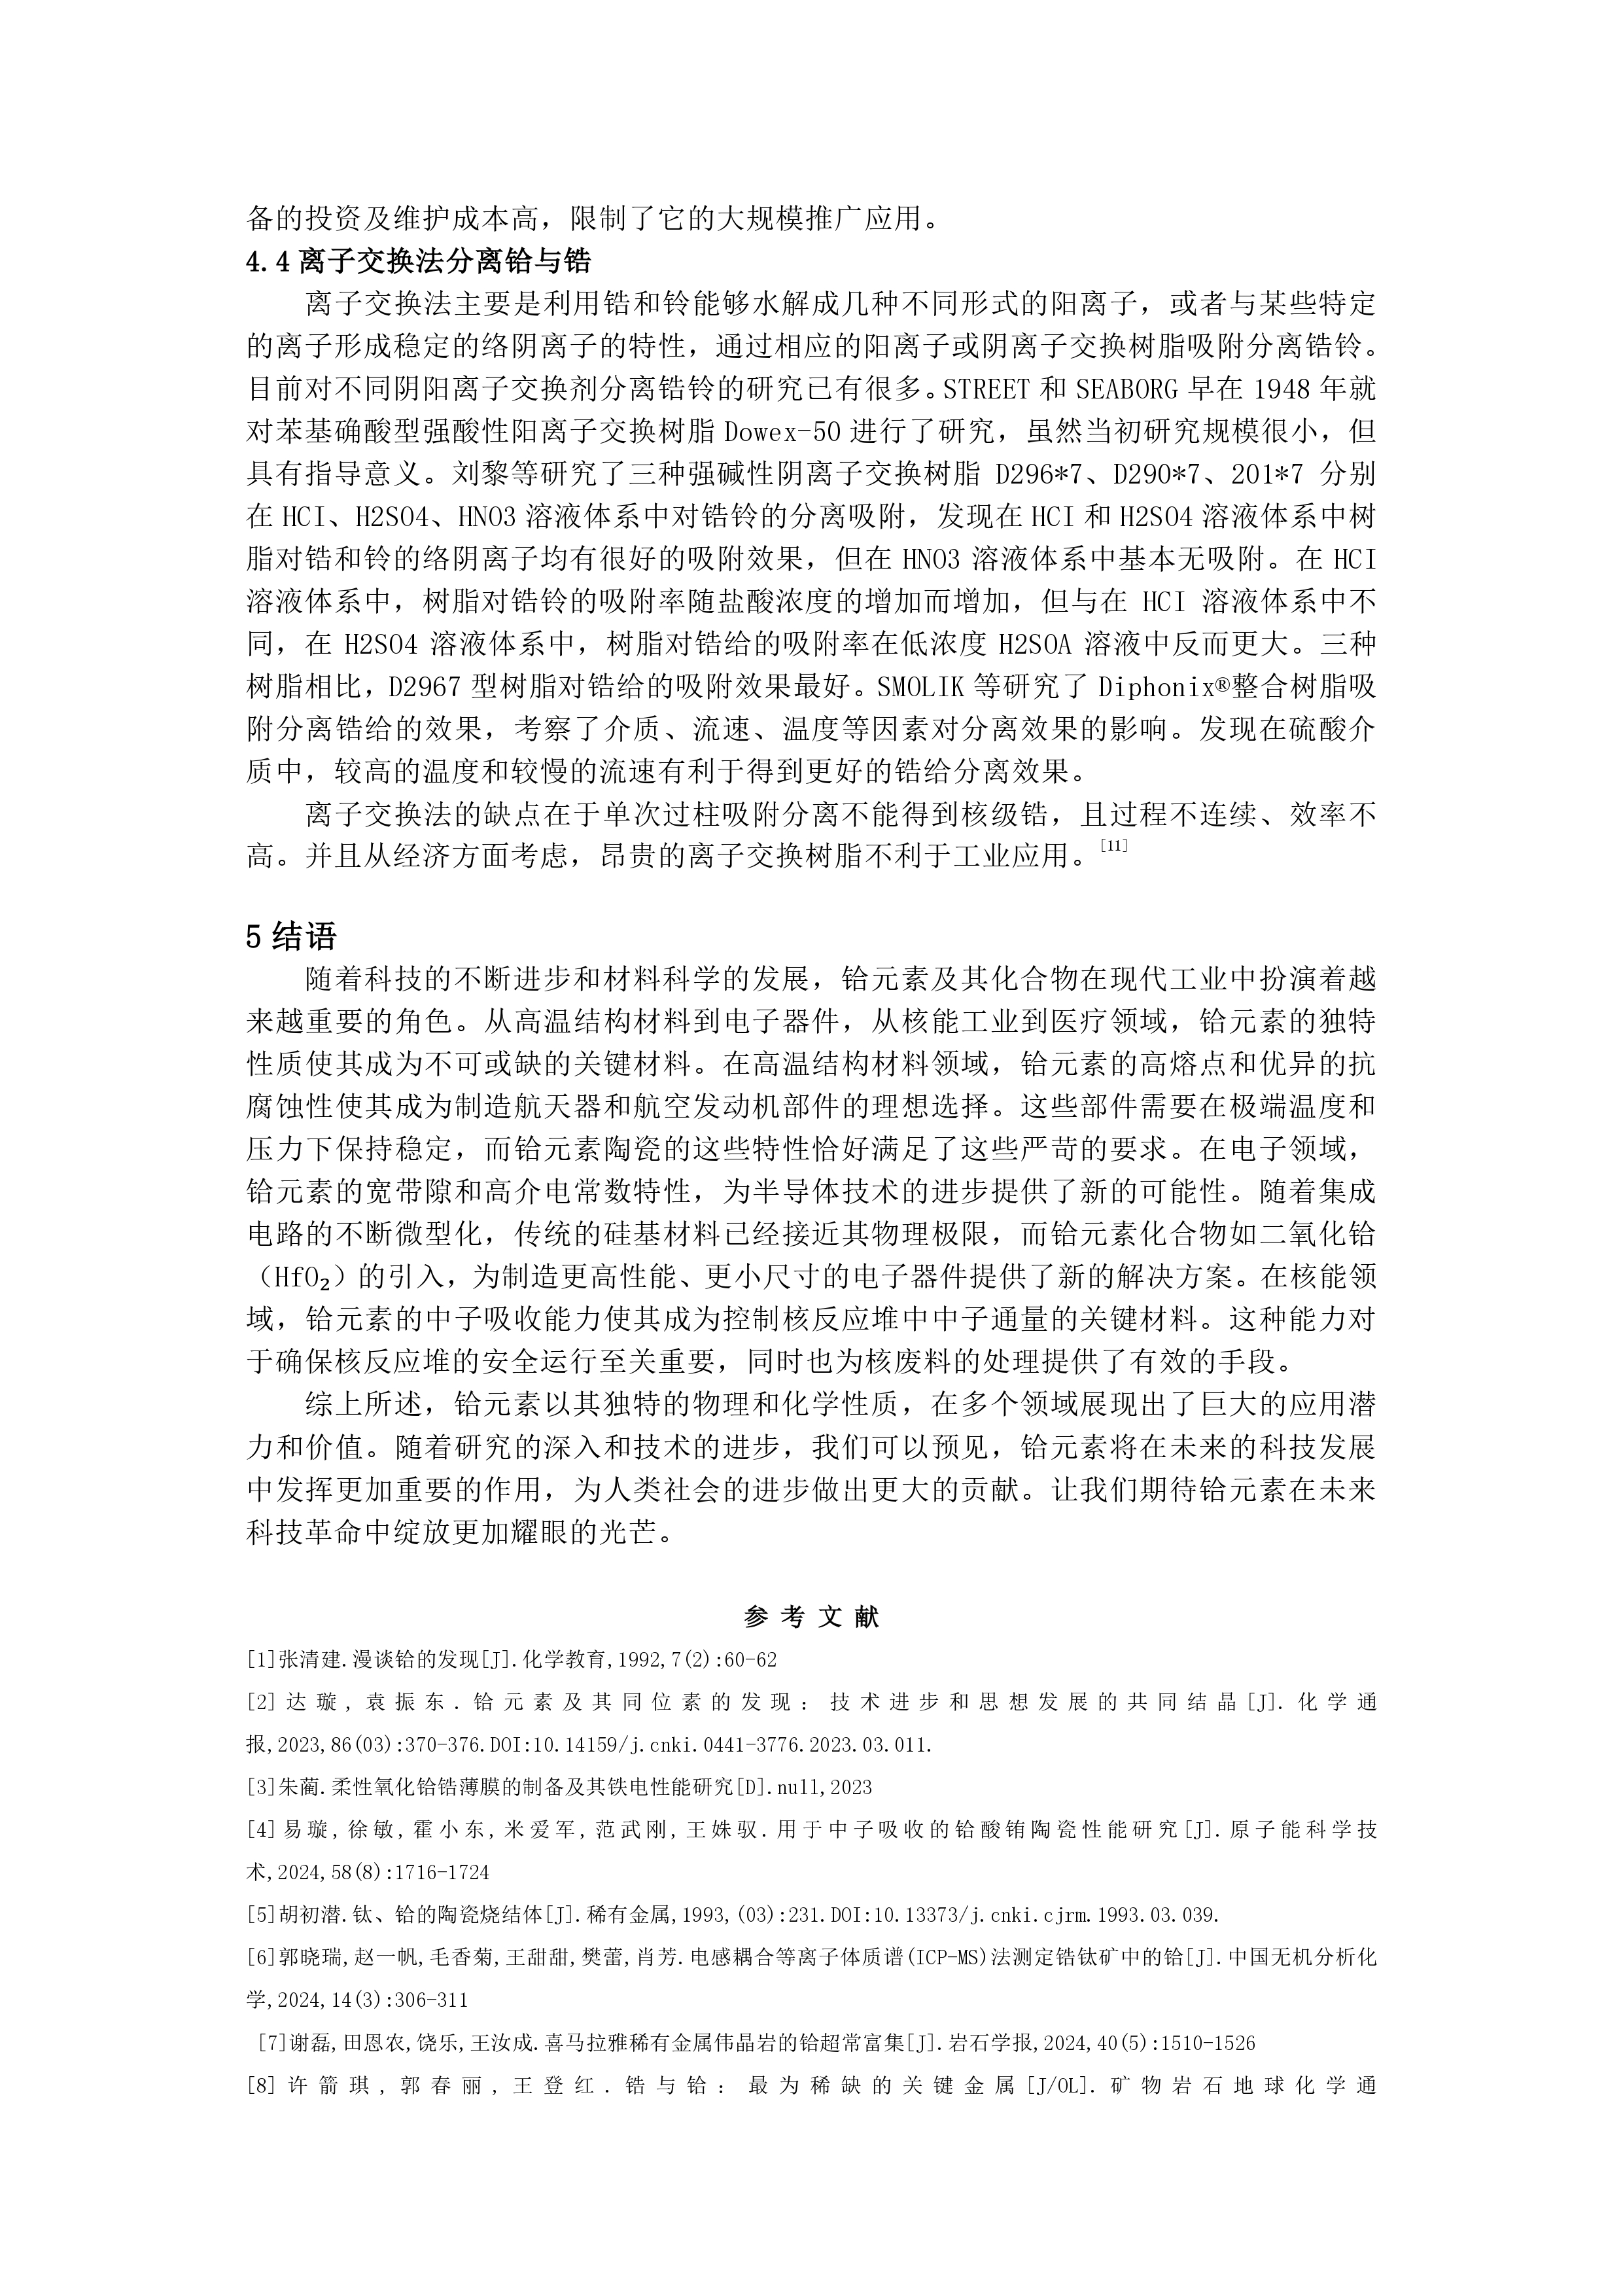 备的投资及维护成本高，限制了它的大规模推广应用。
4.4 离子交换法分离铪与锆
离子交换法主要是利用锆和铃能够水解成几种不同形式的阳离子，或者与某些特定
的离子形成稳定的络阴离子的特性，通过相应的阳离子或阴离子交换树脂吸附分离锆铃。
目前对不同阴阳离子交换剂分离锆铃的研究已有很多。STREET 和 SEABORG 早在 1948 年就
对苯基确酸型强酸性阳离子交换树脂 Dowex-50 进行了研究，虽然当初研究规模很小，但
具有指导意义。刘黎等研究了三种强碱性阴离子交换树脂 D296*7、D290*7、201*7 分别
在 HCI、H2SO4、HNO3 溶液体系中对锆铃的分离吸附，发现在 HCI 和 H2SO4 溶液体系中树
脂对锆和铃的络阴离子均有很好的吸附效果，但在 HNO3 溶液体系中基本无吸附。在 HCI
溶液体系中，树脂对锆铃的吸附率随盐酸浓度的增加而增加，但与在 HCI 溶液体系中不
同，在 H2SO4 溶液体系中，树脂对锆给的吸附率在低浓度 H2SOA 溶液中反而更大。三种
树脂相比，D2967 型树脂对锆给的吸附效果最好。SMOLIK 等研究了 Diphonix®整合树脂吸
附分离锆给的效果，考察了介质、流速、温度等因素对分离效果的影响。发现在硫酸介
质中，较高的温度和较慢的流速有利于得到更好的锆给分离效果。
离子交换法的缺点在于单次过柱吸附分离不能得到核级锆，且过程不连续、效率不
高。并且从经济方面考虑，昂贵的离子交换树脂不利于工业应用。[11]
5 结语
随着科技的不断进步和材料科学的发展，铪元素及其化合物在现代工业中扮演着越
来越重要的角色。从高温结构材料到电子器件，从核能工业到医疗领域，铪元素的独特
性质使其成为不可或缺的关键材料。在高温结构材料领域，铪元素的高熔点和优异的抗
腐蚀性使其成为制造航天器和航空发动机部件的理想选择。这些部件需要在极端温度和
压力下保持稳定，而铪元素陶瓷的这些特性恰好满足了这些严苛的要求。在电子领域，
铪元素的宽带隙和高介电常数特性，为半导体技术的进步提供了新的可能性。随着集成
电路的不断微型化，传统的硅基材料已经接近其物理极限，而铪元素化合物如二氧化铪
（HfO₂）的引入，为制造更高性能、更小尺寸的电子器件提供了新的解决方案。在核能领
域，铪元素的中子吸收能力使其成为控制核反应堆中中子通量的关键材料。这种能力对
于确保核反应堆的安全运行至关重要，同时也为核废料的处理提供了有效的手段。
综上所述，铪元素以其独特的物理和化学性质，在多个领域展现出了巨大的应用潜
力和价值。随着研究的深入和技术的进步，我们可以预见，铪元素将在未来的科技发展
中发挥更加重要的作用，为人类社会的进步做出更大的贡献。让我们期待铪元素在未来
科技革命中绽放更加耀眼的光芒。
参 考 文 献
[1]张清建.漫谈铪的发现[J].化学教育,1992,7(2):60-62
[2] 达璇,袁振东.铪元素及其同位素的发现：技术进步和思想发展的共同结晶[J].化学通
报,2023,86(03):370-376.DOI:10.14159/j.cnki.0441-3776.2023.03.011.
[3]朱蔺.柔性氧化铪锆薄膜的制备及其铁电性能研究[D].null,2023
[4]易璇,徐敏,霍小东,米爱军,范武刚,王姝驭.用于中子吸收的铪酸铕陶瓷性能研究[J].原子能科学技
术,2024,58(8):1716-1724
[5]胡初潜.钛、铪的陶瓷烧结体[J].稀有金属,1993,(03):231.DOI:10.13373/j.cnki.cjrm.1993.03.039.
[6]郭晓瑞,赵一帆,毛香菊,王甜甜,樊蕾,肖芳.电感耦合等离子体质谱(ICP-MS)法测定锆钛矿中的铪[J].中国无机分析化
学,2024,14(3):306-311
[7]谢磊,田恩农,饶乐,王汝成.喜马拉雅稀有金属伟晶岩的铪超常富集[J].岩石学报,2024,40(5):1510-1526
[8] 许箭琪,郭春丽,王登红.锆与铪：最为稀缺的关键金属[J/OL].矿物岩石地球化学通